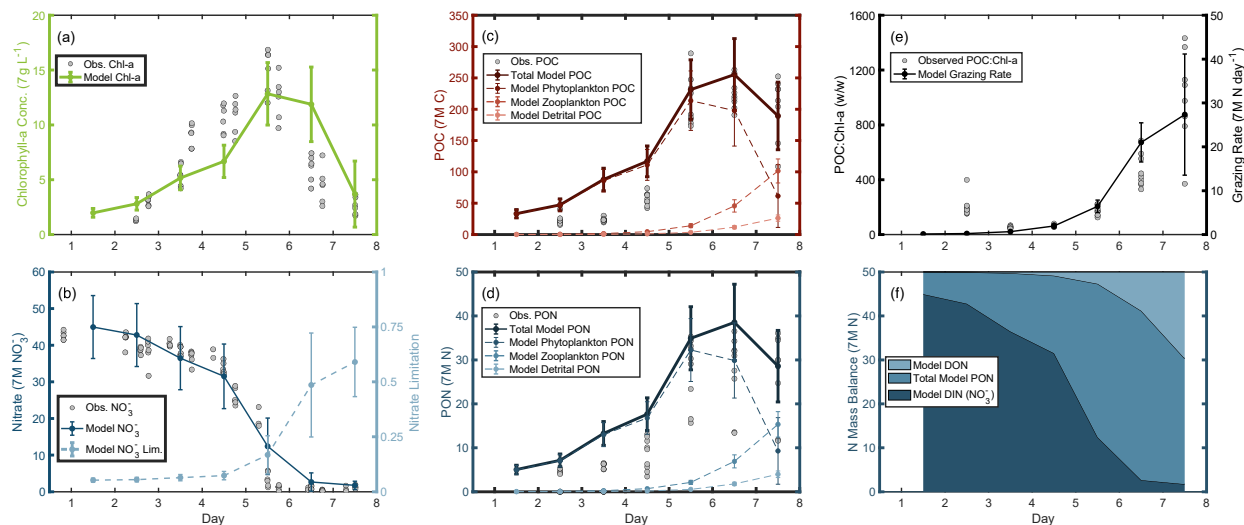 (a)
Obs. Chl-a
Model Chl-a
Chlorophyll-a Conc. (7 g L⁻¹)
20
15
10
5
0
1 2 3 4 5 6 7 8
(c)
Obs. POC
Total Model POC
Model Phytoplankton POC
Model Zooplankton POC
Model Detrital POC
POC (7M C)
350
300
250
200
150
100
50
0
1 2 3 4 5 6 7 8
(e)
Observed POC:Chl-a
Model Grazing Rate
POC:Chl-a (w/w)
1600
1200
800
400
0
Grazing Rate (7M N day⁻¹)
50
40
30
20
10
0
1 2 3 4 5 6 7 8
(b)
Obs. NO₃⁻
Model NO₃⁻
Model NO₃⁻ Lim.
Nitrate (7M NO₃⁻)
60
50
40
30
20
10
0
Nitrate Limitation
1
0.75
0.5
0.25
0
1 2 3 4 5 6 7 8
Day
(d)
Obs. PON
Total Model PON
Model Phytoplankton PON
Model Zooplankton PON
Model Detrital PON
PON (7M N)
50
40
30
20
10
0
1 2 3 4 5 6 7 8
Day
(f)
Model DON
Total Model PON
Model DIN (NO₃⁻)
N Mass Balance (7M N)
50
40
30
20
10
0
1 2 3 4 5 6 7 8
Day